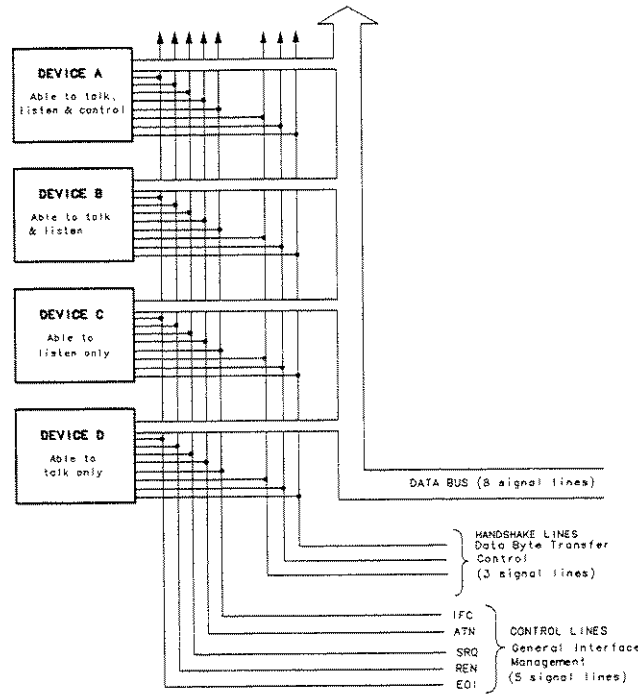 DEVICE A
Able to talk,
listen & control
DEVICE B
Able to talk
& listen
DEVICE C
Able to
listen only
DEVICE D
Able to
talk only
DATA BUS (8 signal lines)
HANDSHAKE LINES
Data Byte Transfer
Control
(3 signal lines)
IFC
ATN
SRQ
REN
EOI
CONTROL LINES
General Interface
Management
(5 signal lines)